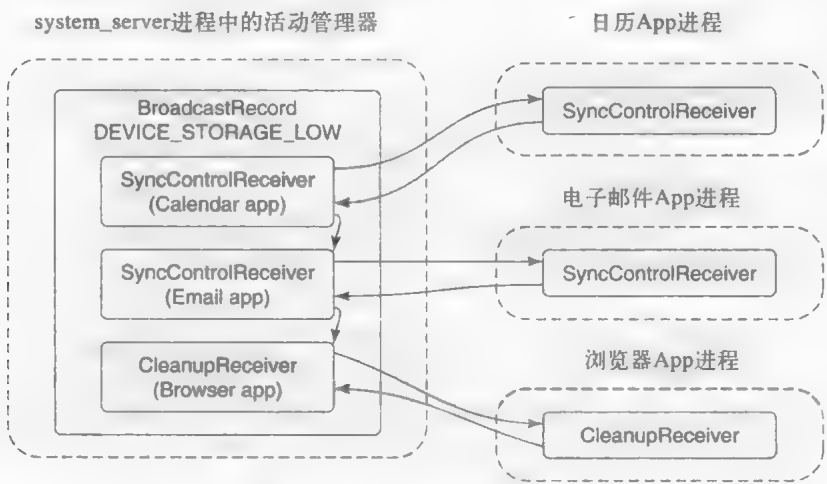 system_server进程中的活动管理器
日历App进程
BroadcastRecord
DEVICE_STORAGE_LOW
SyncControlReceiver
(Calendar app)
SyncControlReceiver
(Email app)
CleanupReceiver
(Browser app)
SyncControlReceiver
电子邮件App进程
SyncControlReceiver
浏览器App进程
CleanupReceiver